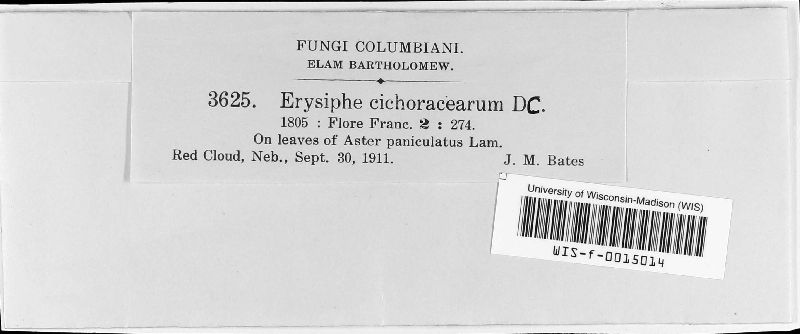 FUNGI COLUMBIANI.
ELAM BARTHOLOMEW.
3625. Erysiphe cichoracearum DC.
1805 : Flore Franc. 2 : 274.
On leaves of Aster paniculatus Lam.
Red Cloud, Neb., Sept. 30, 1911. J. M. Bates
University of Wisconsin-Madison (WIS)
WIS-f-0015014